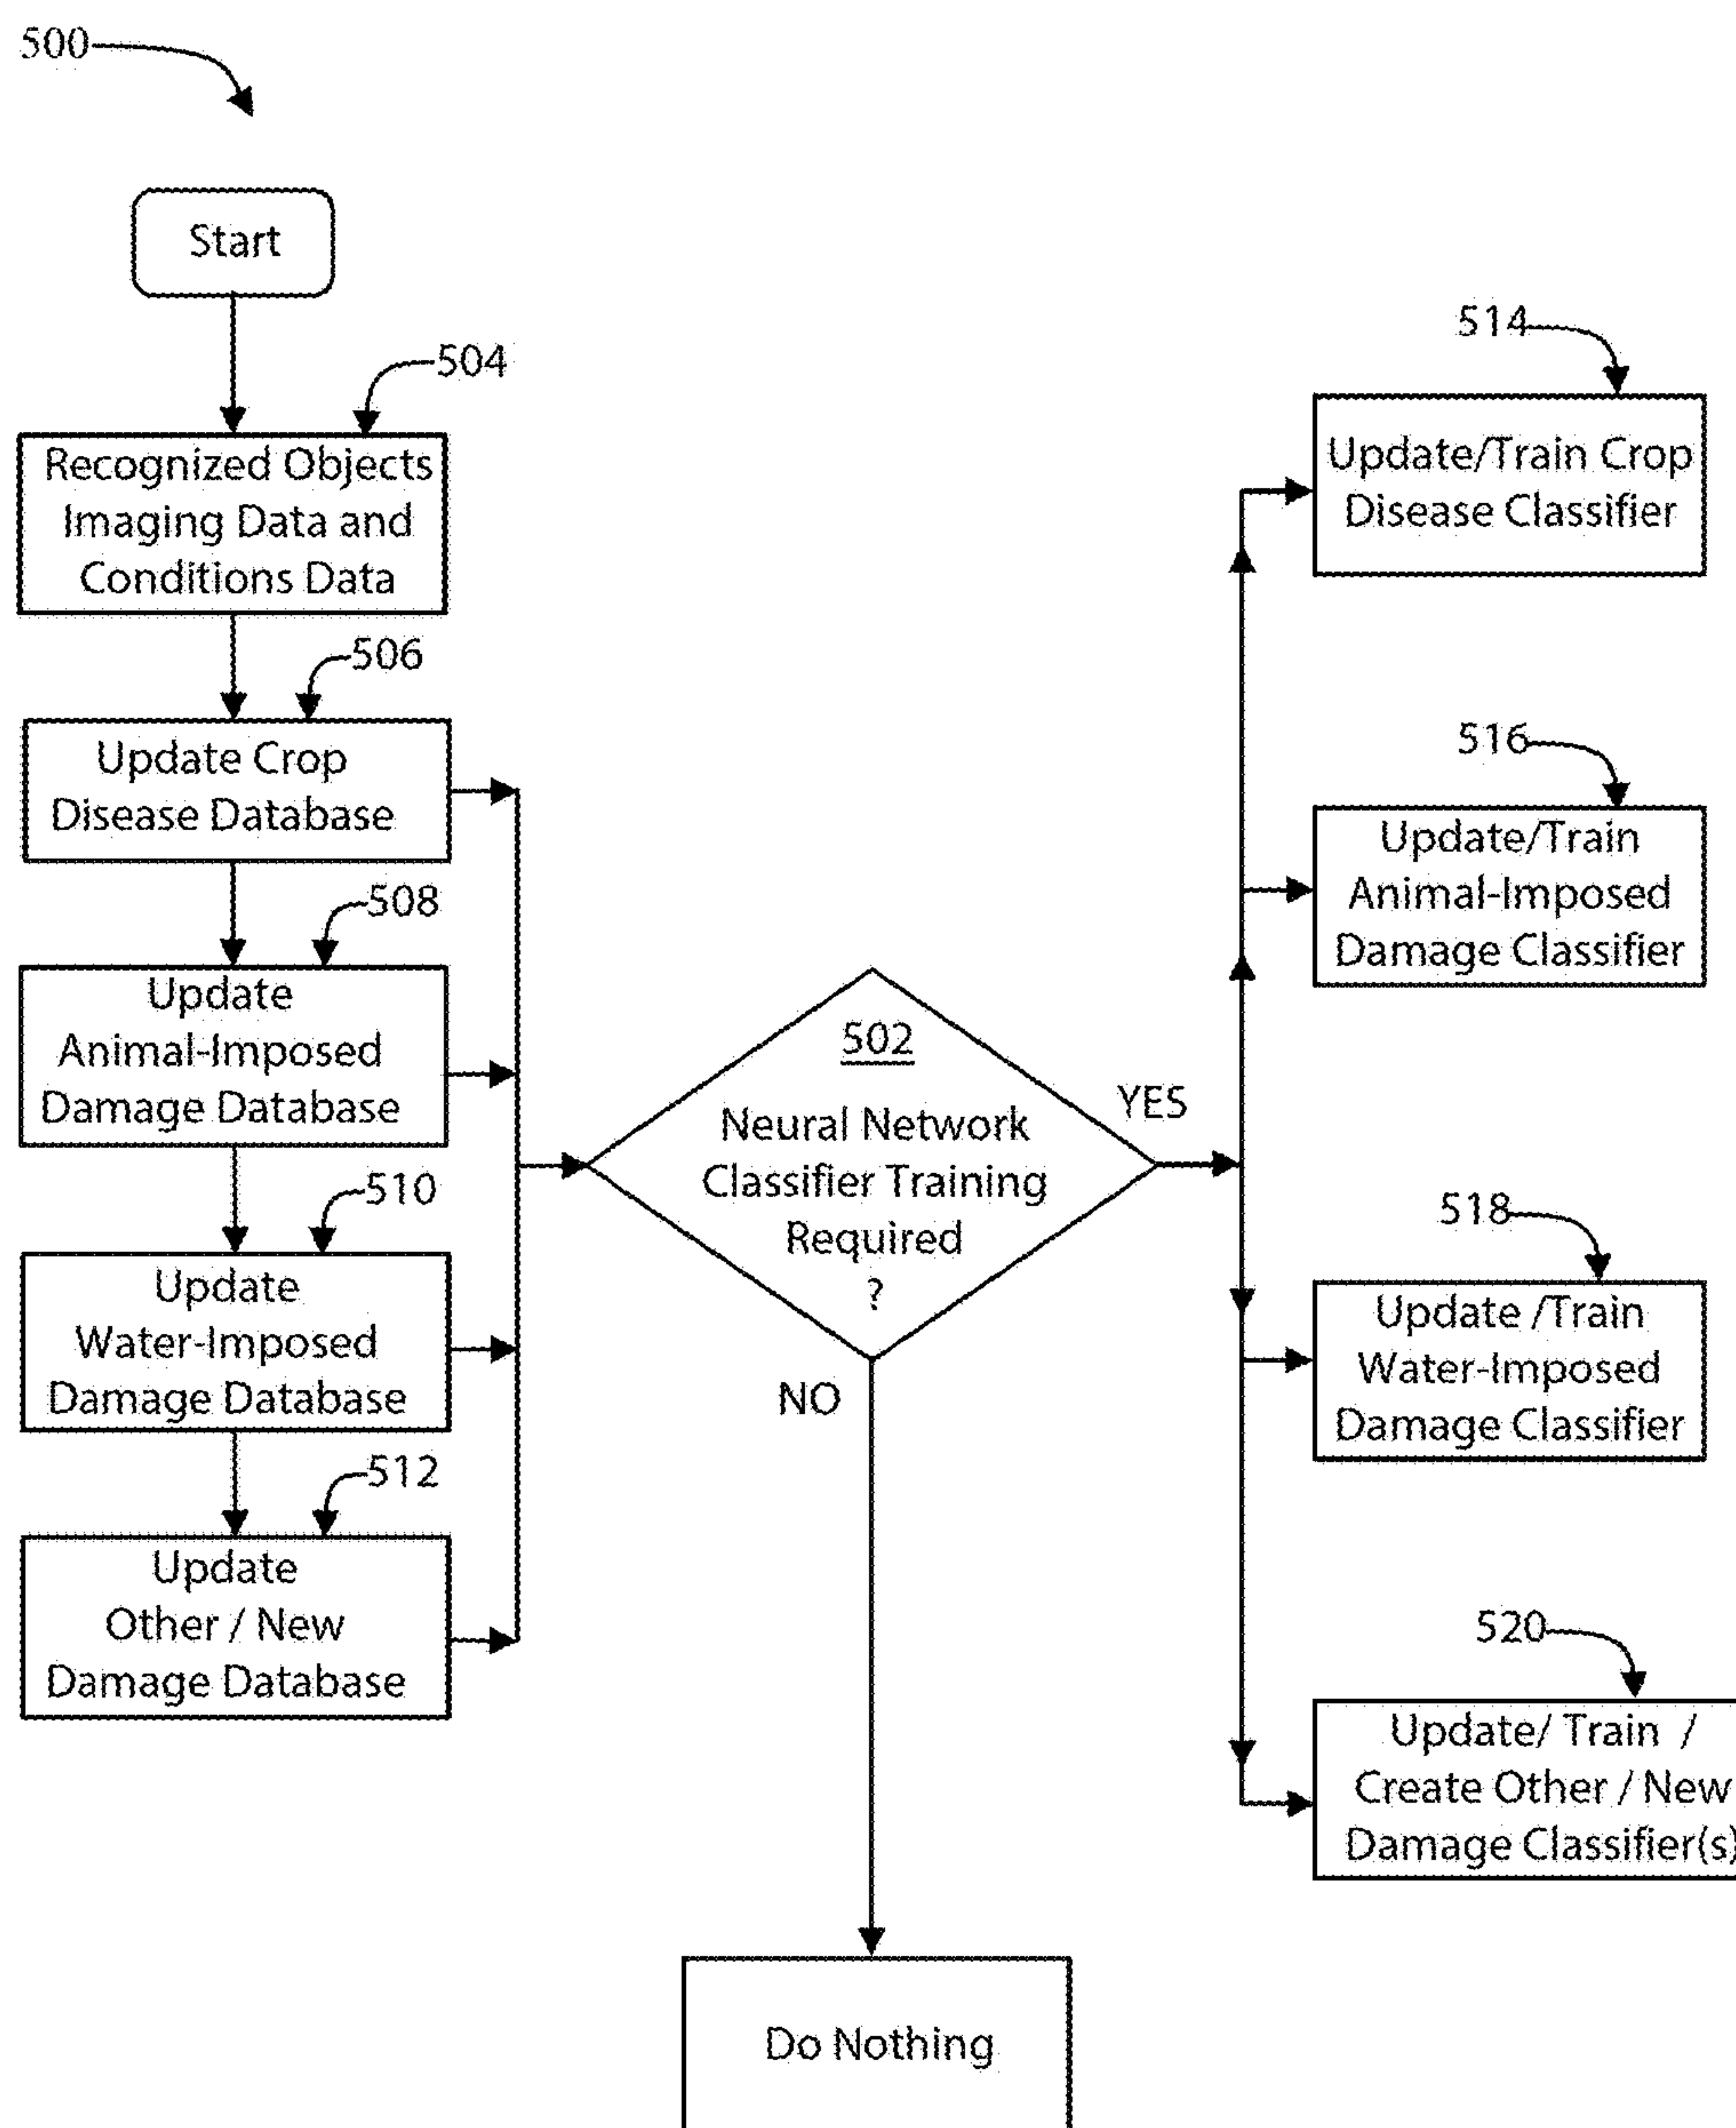 500
Start
504
Recognized Objects
Imaging Data and
Conditions Data
506
Update Crop
Disease Database
508
Update
Animal-Imposed
Damage Database
510
Update
Water-Imposed
Damage Database
512
Update
Other / New
Damage Database
502
Neural Network
Classifier Training
Required
?
YES
NO
Do Nothing
514
Update/Train Crop
Disease Classifier
516
Update/Train
Animal-Imposed
Damage Classifier
518
Update /Train
Water-Imposed
Damage Classifier
520
Update/ Train /
Create Other / New
Damage Classifier(s)